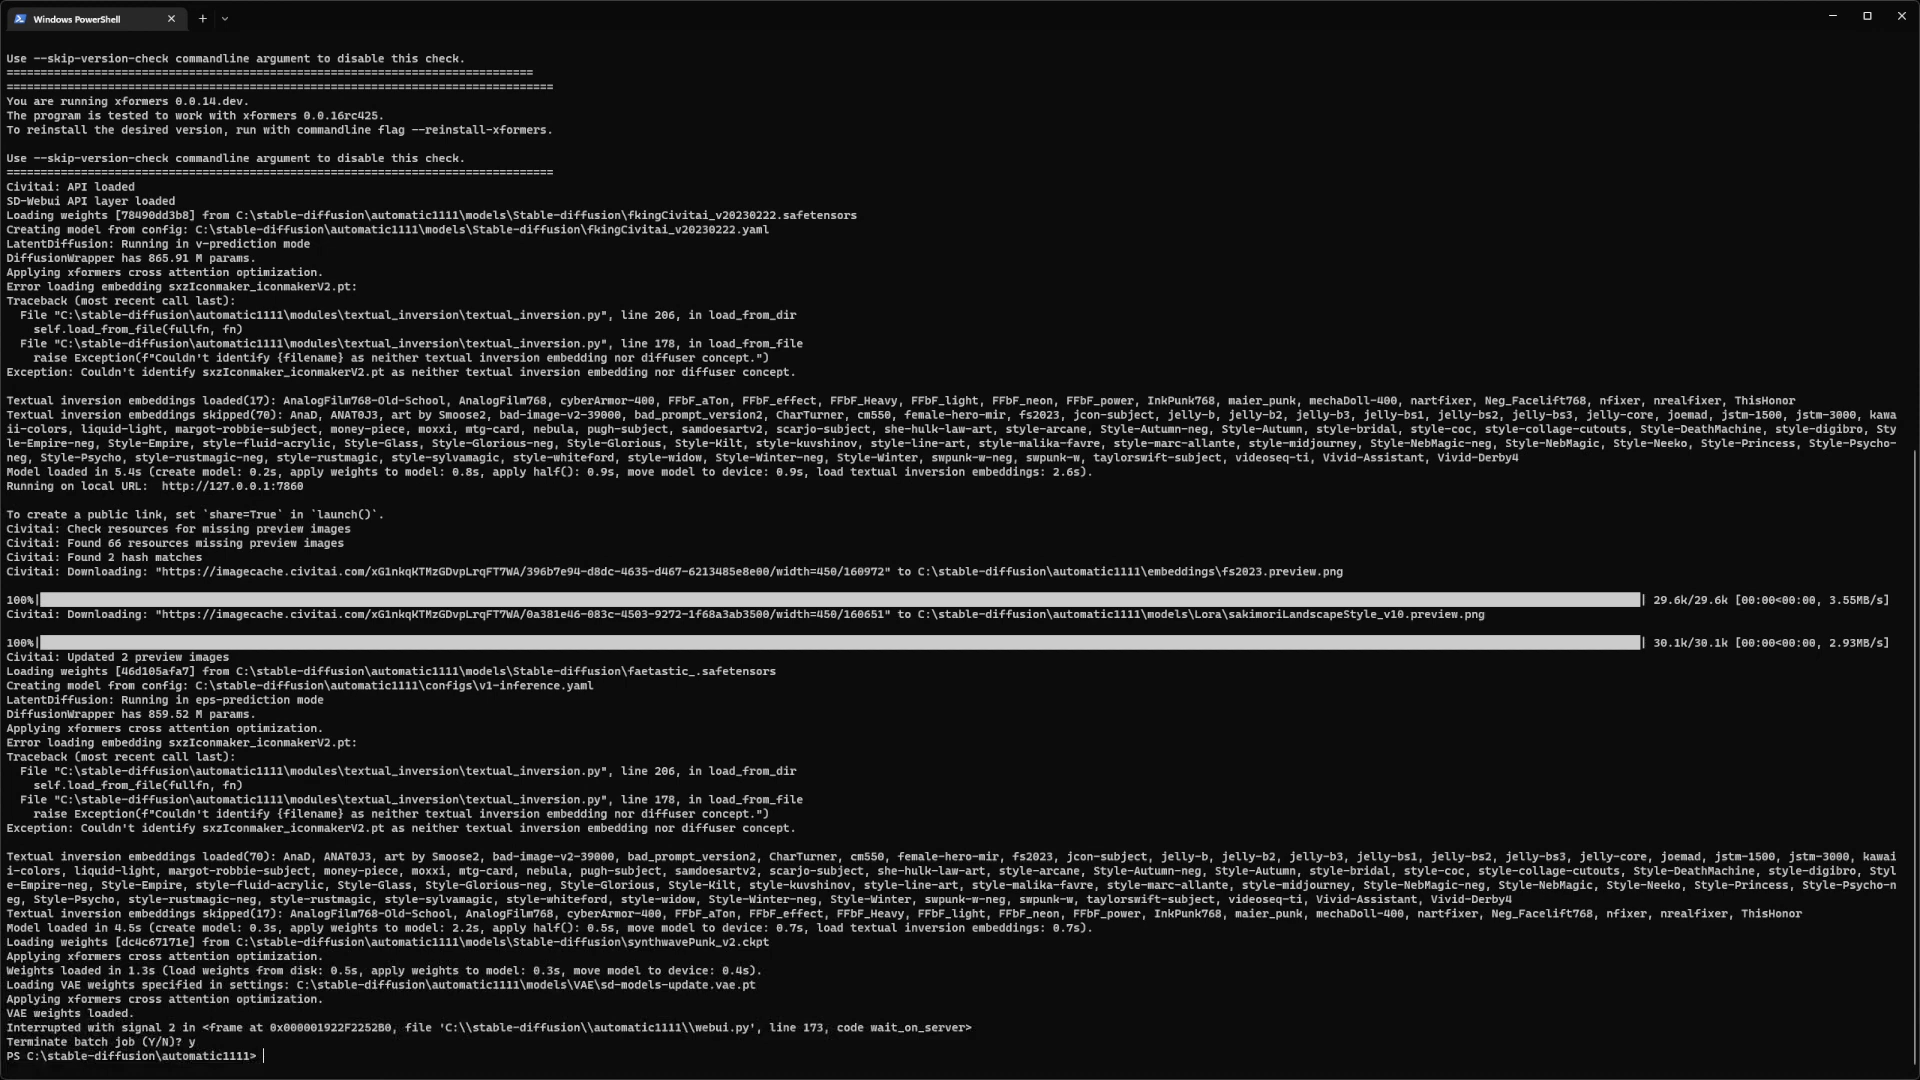 Windows PowerShell
Use --skip-version-check commandline argument to disable this check.
==============================================================================
=================================================================================
You are running xformers 0.0.14.dev.
The program is tested to work with xformers 0.0.16rc425.
To reinstall the desired version, run with commandline flag --reinstall-xformers.
Use --skip-version-check commandline argument to disable this check.
=================================================================================
Civitai: API loaded
SD-Webui API layer loaded
Loading weights [78490dd3b8] from C:\stable-diffusion\automatic1111\models\Stable-diffusion\fkingCivitai_v20230222.safetensors
Creating model from config: C:\stable-diffusion\automatic1111\models\Stable-diffusion\fkingCivitai_v20230222.yaml
LatentDiffusion: Running in v-prediction mode
DiffusionWrapper has 865.91 M params.
Applying xformers cross attention optimization.
Error loading embedding sxzIconmaker_iconmakerV2.pt:
Traceback (most recent call last):
  File "C:\stable-diffusion\automatic1111\modules\textual_inversion\textual_inversion.py", line 206, in load_from_dir
    self.load_from_file(fullfn, fn)
  File "C:\stable-diffusion\automatic1111\modules\textual_inversion\textual_inversion.py", line 178, in load_from_file
    raise Exception(f"Couldn't identify {filename} as neither textual inversion embedding nor diffuser concept.")
Exception: Couldn't identify sxzIconmaker_iconmakerV2.pt as neither textual inversion embedding nor diffuser concept.
Textual inversion embeddings loaded(17): AnalogFilm768-Old-School, AnalogFilm768, cyberArmor-400, FFbF_aTon, FFbF_effect, FFbF_Heavy, FFbF_light, FFbF_neon, FFbF_power, InkPunk768, maier_punk, mechaDoll-400, nartfixer, Neg_Facelift768, nfixer, nrealfixer, ThisHonor
Textual inversion embeddings skipped(70): AnaD, ANAT0J3, art by Smoose2, bad-image-v2-39000, bad_prompt_version2, CharTurner, cm550, female-hero-mir, fs2023, jcon-subject, jelly-b, jelly-b2, jelly-b3, jelly-bs1, jelly-bs2, jelly-bs3, jelly-core, joemad, jstm-1500, jstm-3000, kawa
ii-colors, liquid-light, margot-robbie-subject, money-piece, moxxi, mtg-card, nebula, pugh-subject, samdoesartv2, scarjo-subject, she-hulk-law-art, style-arcane, Style-Autumn-neg, Style-Autumn, style-bridal, style-coc, style-collage-cutouts, Style-DeathMachine, style-digibro, Sty
le-Empire-neg, Style-Empire, style-fluid-acrylic, Style-Glass, Style-Glorious-neg, Style-Glorious, Style-Kilt, style-kuvshinov, style-line-art, style-malika-favre, style-marc-allante, style-midjourney, Style-NebMagic-neg, Style-NebMagic, Style-Neeko, Style-Princess, Style-Psycho-
neg, Style-Psycho, style-rustmagic-neg, style-rustmagic, style-sylvamagic, style-whiteford, style-widow, Style-Winter-neg, Style-Winter, swpunk-w-neg, swpunk-w, taylorswift-subject, videoseq-ti, Vivid-Assistant, Vivid-Derby4
Model loaded in 5.4s (create model: 0.2s, apply weights to model: 0.8s, apply half(): 0.9s, move model to device: 0.9s, load textual inversion embeddings: 2.6s).
Running on local URL:  http://127.0.0.1:7860
To create a public link, set `share=True` in `launch()`.
Civitai: Check resources for missing preview images
Civitai: Found 66 resources missing preview images
Civitai: Found 2 hash matches
Civitai: Downloading: "https://imagecache.civitai.com/xG1nkqKTMzGDvpLrqFT7WA/396b7e94-d8dc-4635-d467-6213485e8e00/width=450/160972" to C:\stable-diffusion\automatic1111\embeddings\fs2023.preview.png
100%| | 29.6k/29.6k [00:00<00:00, 3.55MB/s]
Civitai: Downloading: "https://imagecache.civitai.com/xG1nkqKTMzGDvpLrqFT7WA/0a381e46-083c-4503-9272-1f68a3ab3500/width=450/160651" to C:\stable-diffusion\automatic1111\models\Lora\sakimoriLandscapeStyle_v10.preview.png
100%| | 30.1k/30.1k [00:00<00:00, 2.93MB/s]
Civitai: Updated 2 preview images
Loading weights [46d105afa7] from C:\stable-diffusion\automatic1111\models\Stable-diffusion\faetastic_.safetensors
Creating model from config: C:\stable-diffusion\automatic1111\configs\v1-inference.yaml
LatentDiffusion: Running in eps-prediction mode
DiffusionWrapper has 859.52 M params.
Applying xformers cross attention optimization.
Error loading embedding sxzIconmaker_iconmakerV2.pt:
Traceback (most recent call last):
  File "C:\stable-diffusion\automatic1111\modules\textual_inversion\textual_inversion.py", line 206, in load_from_dir
    self.load_from_file(fullfn, fn)
  File "C:\stable-diffusion\automatic1111\modules\textual_inversion\textual_inversion.py", line 178, in load_from_file
    raise Exception(f"Couldn't identify {filename} as neither textual inversion embedding nor diffuser concept.")
Exception: Couldn't identify sxzIconmaker_iconmakerV2.pt as neither textual inversion embedding nor diffuser concept.
Textual inversion embeddings loaded(70): AnaD, ANAT0J3, art by Smoose2, bad-image-v2-39000, bad_prompt_version2, CharTurner, cm550, female-hero-mir, fs2023, jcon-subject, jelly-b, jelly-b2, jelly-b3, jelly-bs1, jelly-bs2, jelly-bs3, jelly-core, joemad, jstm-1500, jstm-3000, kawai
i-colors, liquid-light, margot-robbie-subject, money-piece, moxxi, mtg-card, nebula, pugh-subject, samdoesartv2, scarjo-subject, she-hulk-law-art, style-arcane, Style-Autumn-neg, Style-Autumn, style-bridal, style-coc, style-collage-cutouts, Style-DeathMachine, style-digibro, Styl
e-Empire-neg, Style-Empire, style-fluid-acrylic, Style-Glass, Style-Glorious-neg, Style-Glorious, Style-Kilt, style-kuvshinov, style-line-art, style-malika-favre, style-marc-allante, style-midjourney, Style-NebMagic-neg, Style-NebMagic, Style-Neeko, Style-Princess, Style-Psycho-n
eg, Style-Psycho, style-rustmagic-neg, style-rustmagic, style-sylvamagic, style-whiteford, style-widow, Style-Winter-neg, Style-Winter, swpunk-w-neg, swpunk-w, taylorswift-subject, videoseq-ti, Vivid-Assistant, Vivid-Derby4
Textual inversion embeddings skipped(17): AnalogFilm768-Old-School, AnalogFilm768, cyberArmor-400, FFbF_aTon, FFbF_effect, FFbF_Heavy, FFbF_light, FFbF_neon, FFbF_power, InkPunk768, maier_punk, mechaDoll-400, nartfixer, Neg_Facelift768, nfixer, nrealfixer, ThisHonor
Model loaded in 4.5s (create model: 0.3s, apply weights to model: 2.2s, apply half(): 0.5s, move model to device: 0.7s, load textual inversion embeddings: 0.7s).
Loading weights [dc4c67171e] from C:\stable-diffusion\automatic1111\models\Stable-diffusion\synthwavePunk_v2.ckpt
Applying xformers cross attention optimization.
Weights loaded in 1.3s (load weights from disk: 0.5s, apply weights to model: 0.3s, move model to device: 0.4s).
Loading VAE weights specified in settings: C:\stable-diffusion\automatic1111\models\VAE\sd-models-update.vae.pt
Applying xformers cross attention optimization.
VAE weights loaded.
Interrupted with signal 2 in <frame at 0x000001922F2252B0, file 'C:\\stable-diffusion\\automatic1111\\webui.py', line 173, code wait_on_server>
Terminate batch job (Y/N)? y
PS C:\stable-diffusion\automatic1111>